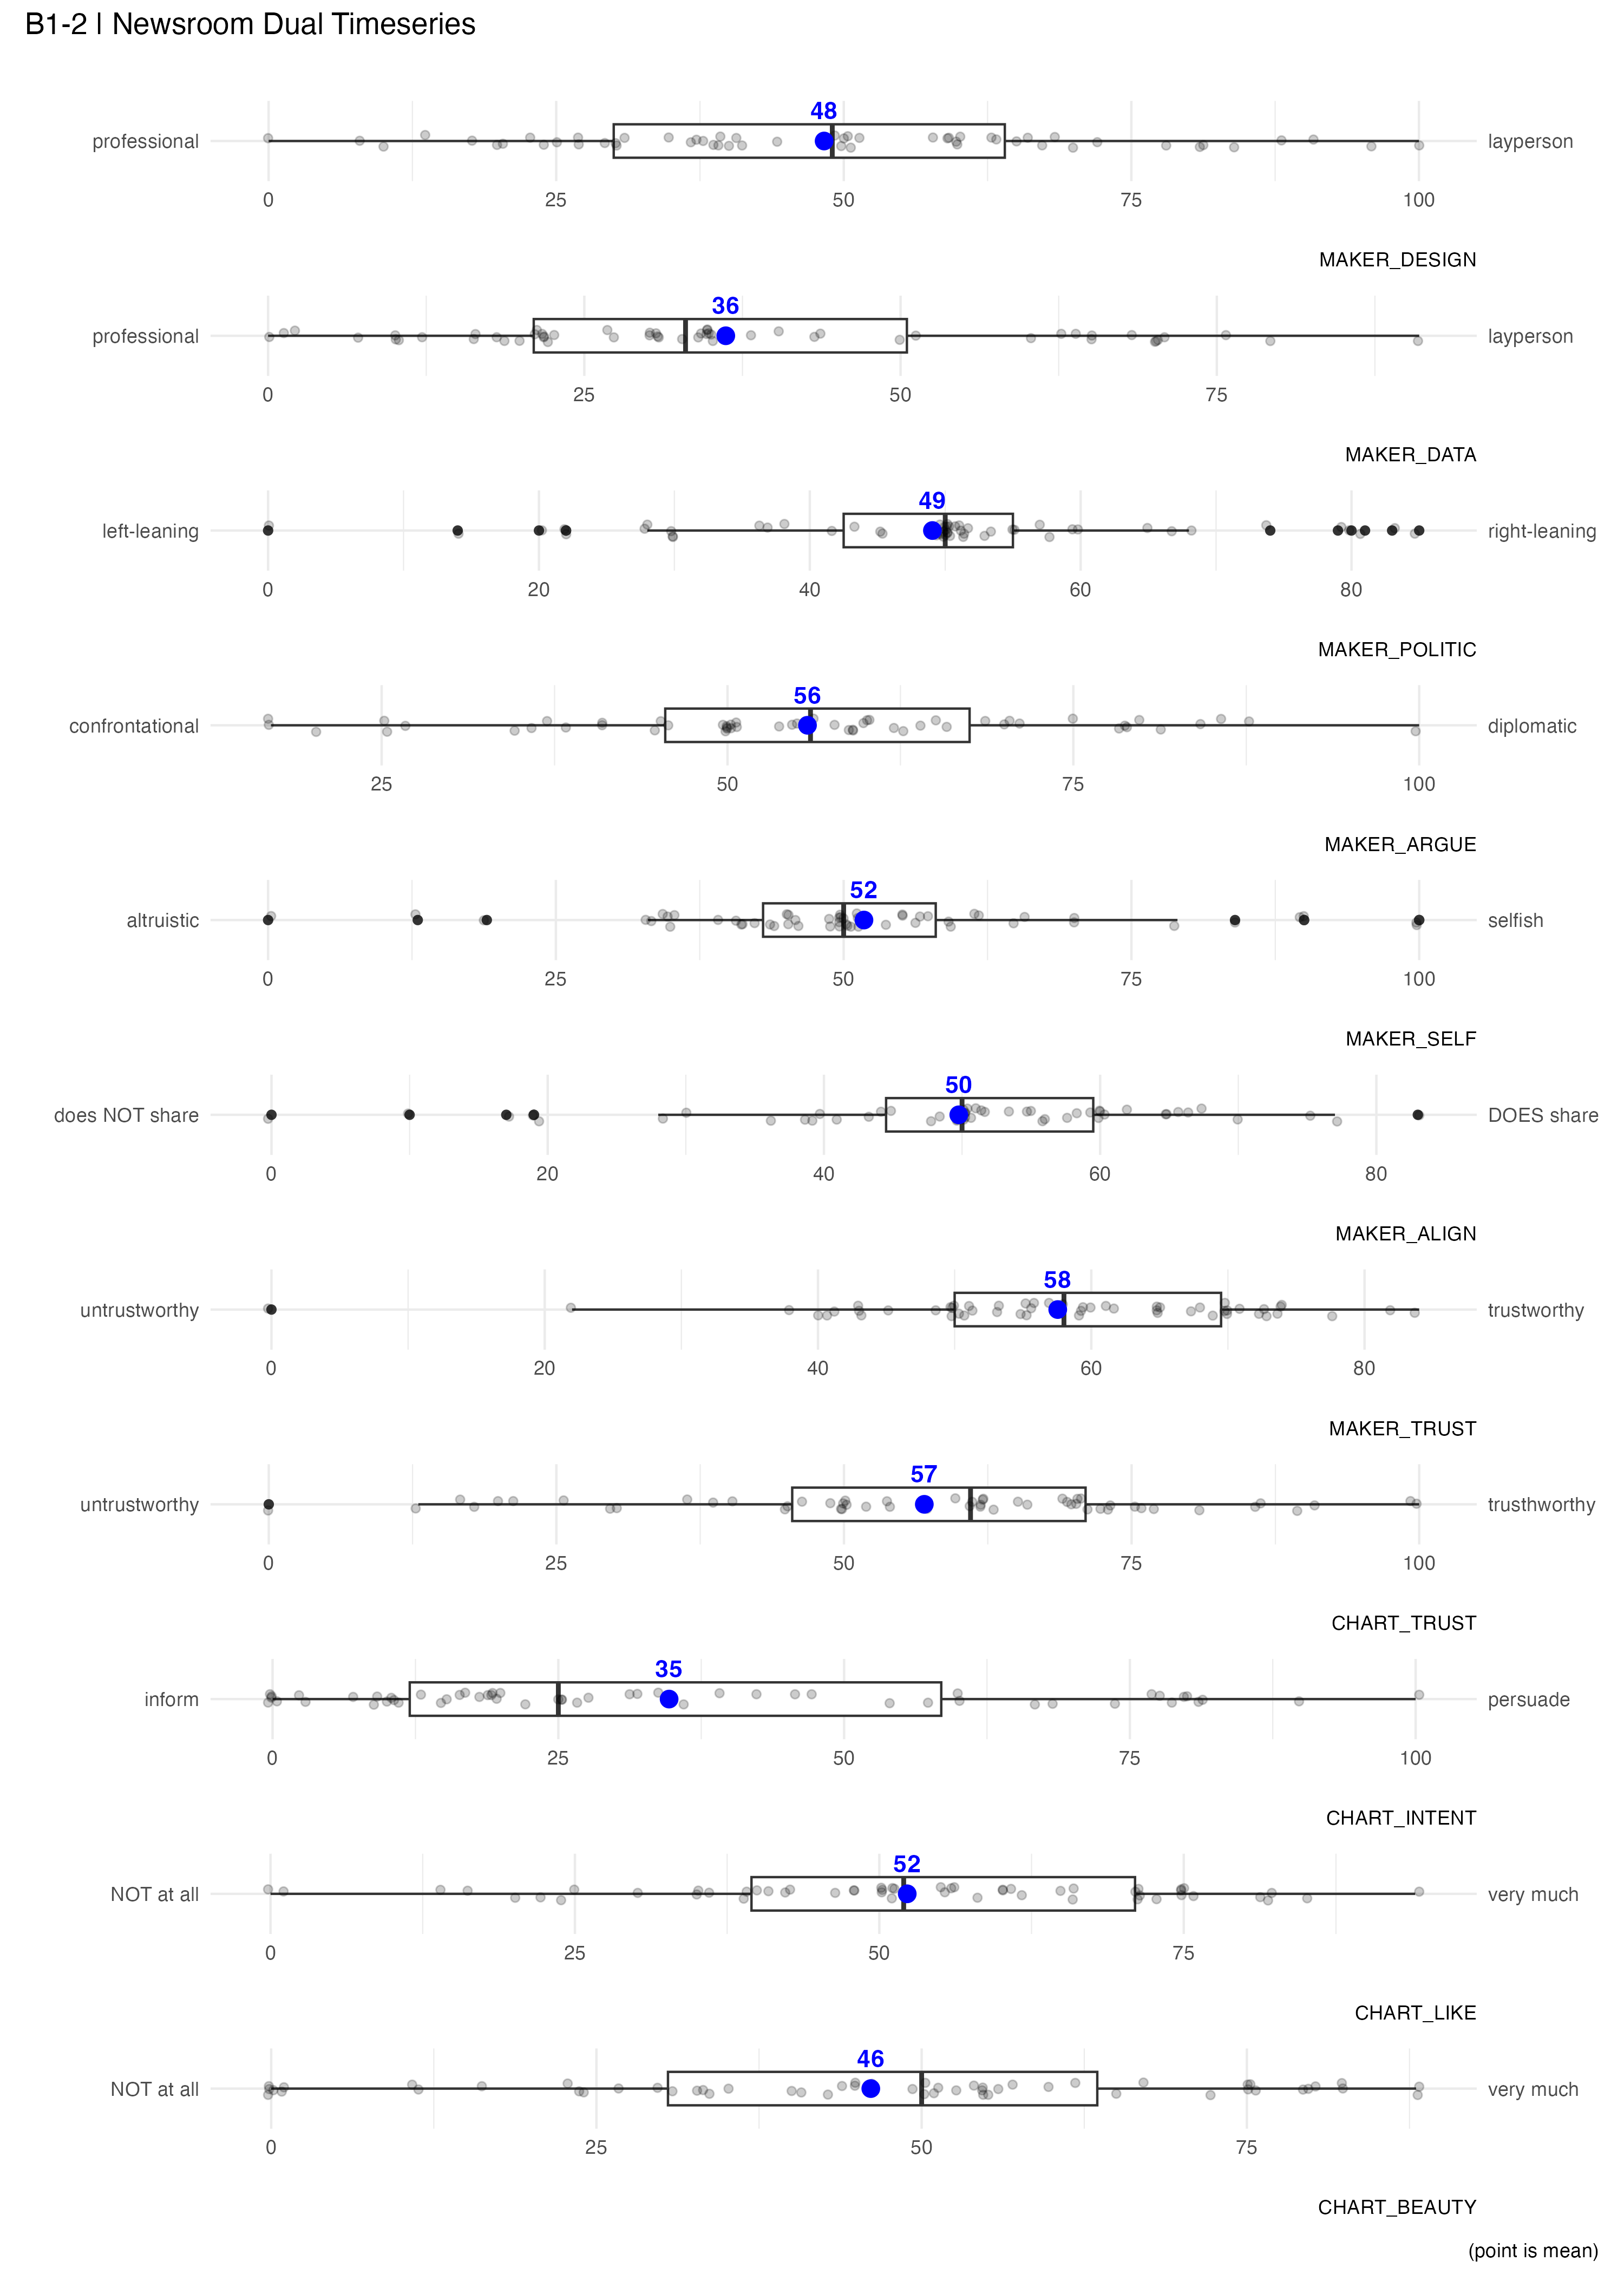 B1-2 | Newsroom Dual Timeseries
48
professional layperson
0 25 50 75 100
MAKER_DESIGN
36
professional layperson
0 25 50 75
MAKER_DATA
49
left-leaning right-leaning
0 20 40 60 80
MAKER_POLITIC
56
confrontational diplomatic
25 50 75 100
MAKER_ARGUE
52
altruistic selfish
0 25 50 75 100
MAKER_SELF
50
does NOT share DOES share
0 20 40 60 80
MAKER_ALIGN
58
untrustworthy trustworthy
0 20 40 60 80
MAKER_TRUST
57
untrustworthy trusthworthy
0 25 50 75 100
CHART_TRUST
35
inform persuade
0 25 50 75 100
CHART_INTENT
52
NOT at all very much
0 25 50 75
CHART_LIKE
46
NOT at all very much
0 25 50 75
CHART_BEAUTY
(point is mean)